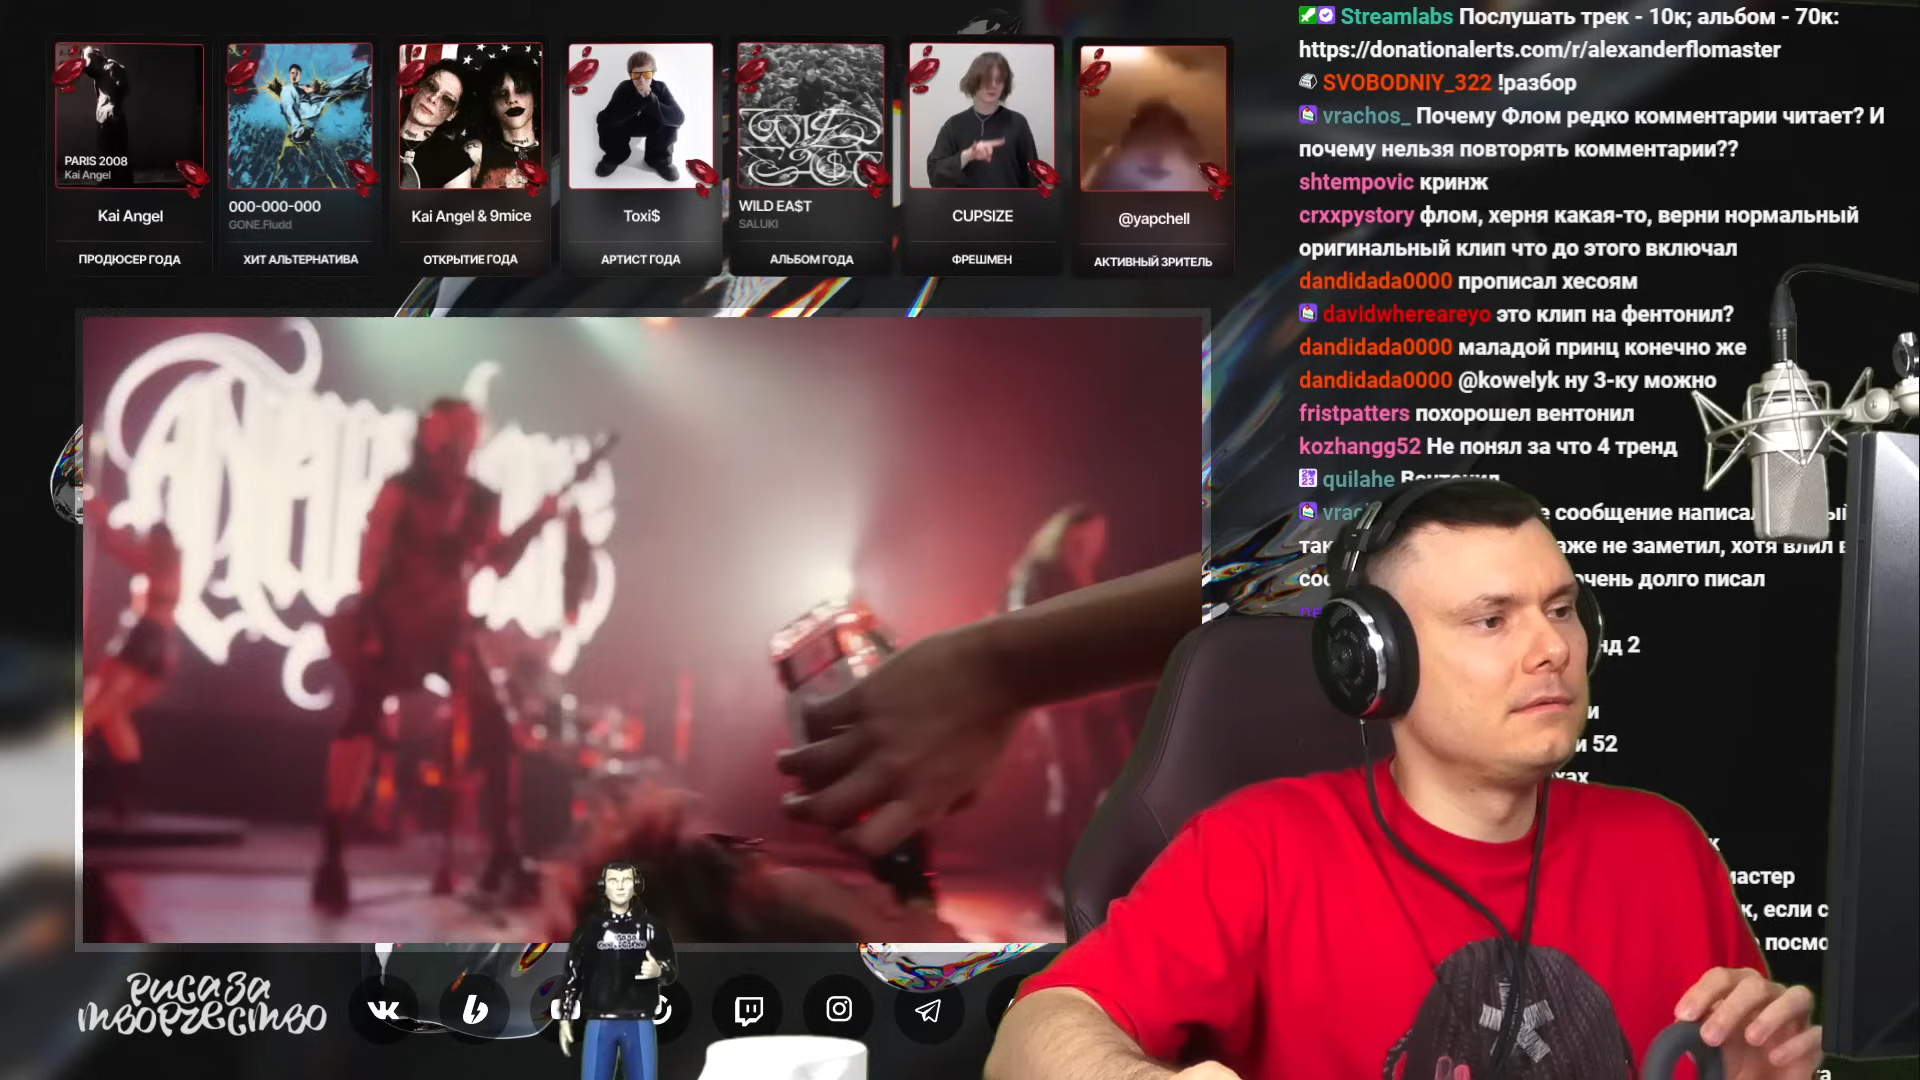 PARIS 2008
Kai Angel
Kai Angel
ПРОДЮСЕР ГОДА
000-000-000
GONE.Fludd
ХИТ АЛЬТЕРНАТИВА
Kai Angel & 9mice
ОТКРЫТИЕ ГОДА
Toxi$
АРТИСТ ГОДА
WILD EA$T
SALUKI
АЛЬБОМ ГОДА
CUPSIZE
ФРЕШМЕН
@yapchell
АКТИВНЫЙ ЗРИТЕЛЬ
Streamlabs Послушать трек - 10к; альбом - 70к:
https://donationalerts.com/r/alexanderflomaster
SVOBODNIY_322 !разбор
vrachos_ Почему Флом редко комментарии читает? И
почему нельзя повторять комментарии??
shtempovic кринж
crxxpystory флом, херня какая-то, верни нормальный
оригинальный клип что до этого включал
dandidada0000 прописал хесоям
davidwhereareyo это клип на фентонил?
dandidada0000 маладой принц конечно же
dandidada0000 @kowelyk ну 3-ку можно
fristpatters похорошел вентонил
kozhangg52 Не понял за что 4 тренд
quilahe
сообщение
даже не заметил, хотя влил в
очень долго писал
2
и
и 52
к, если с
РИСАЗА
ТВОРЧЕСТВО